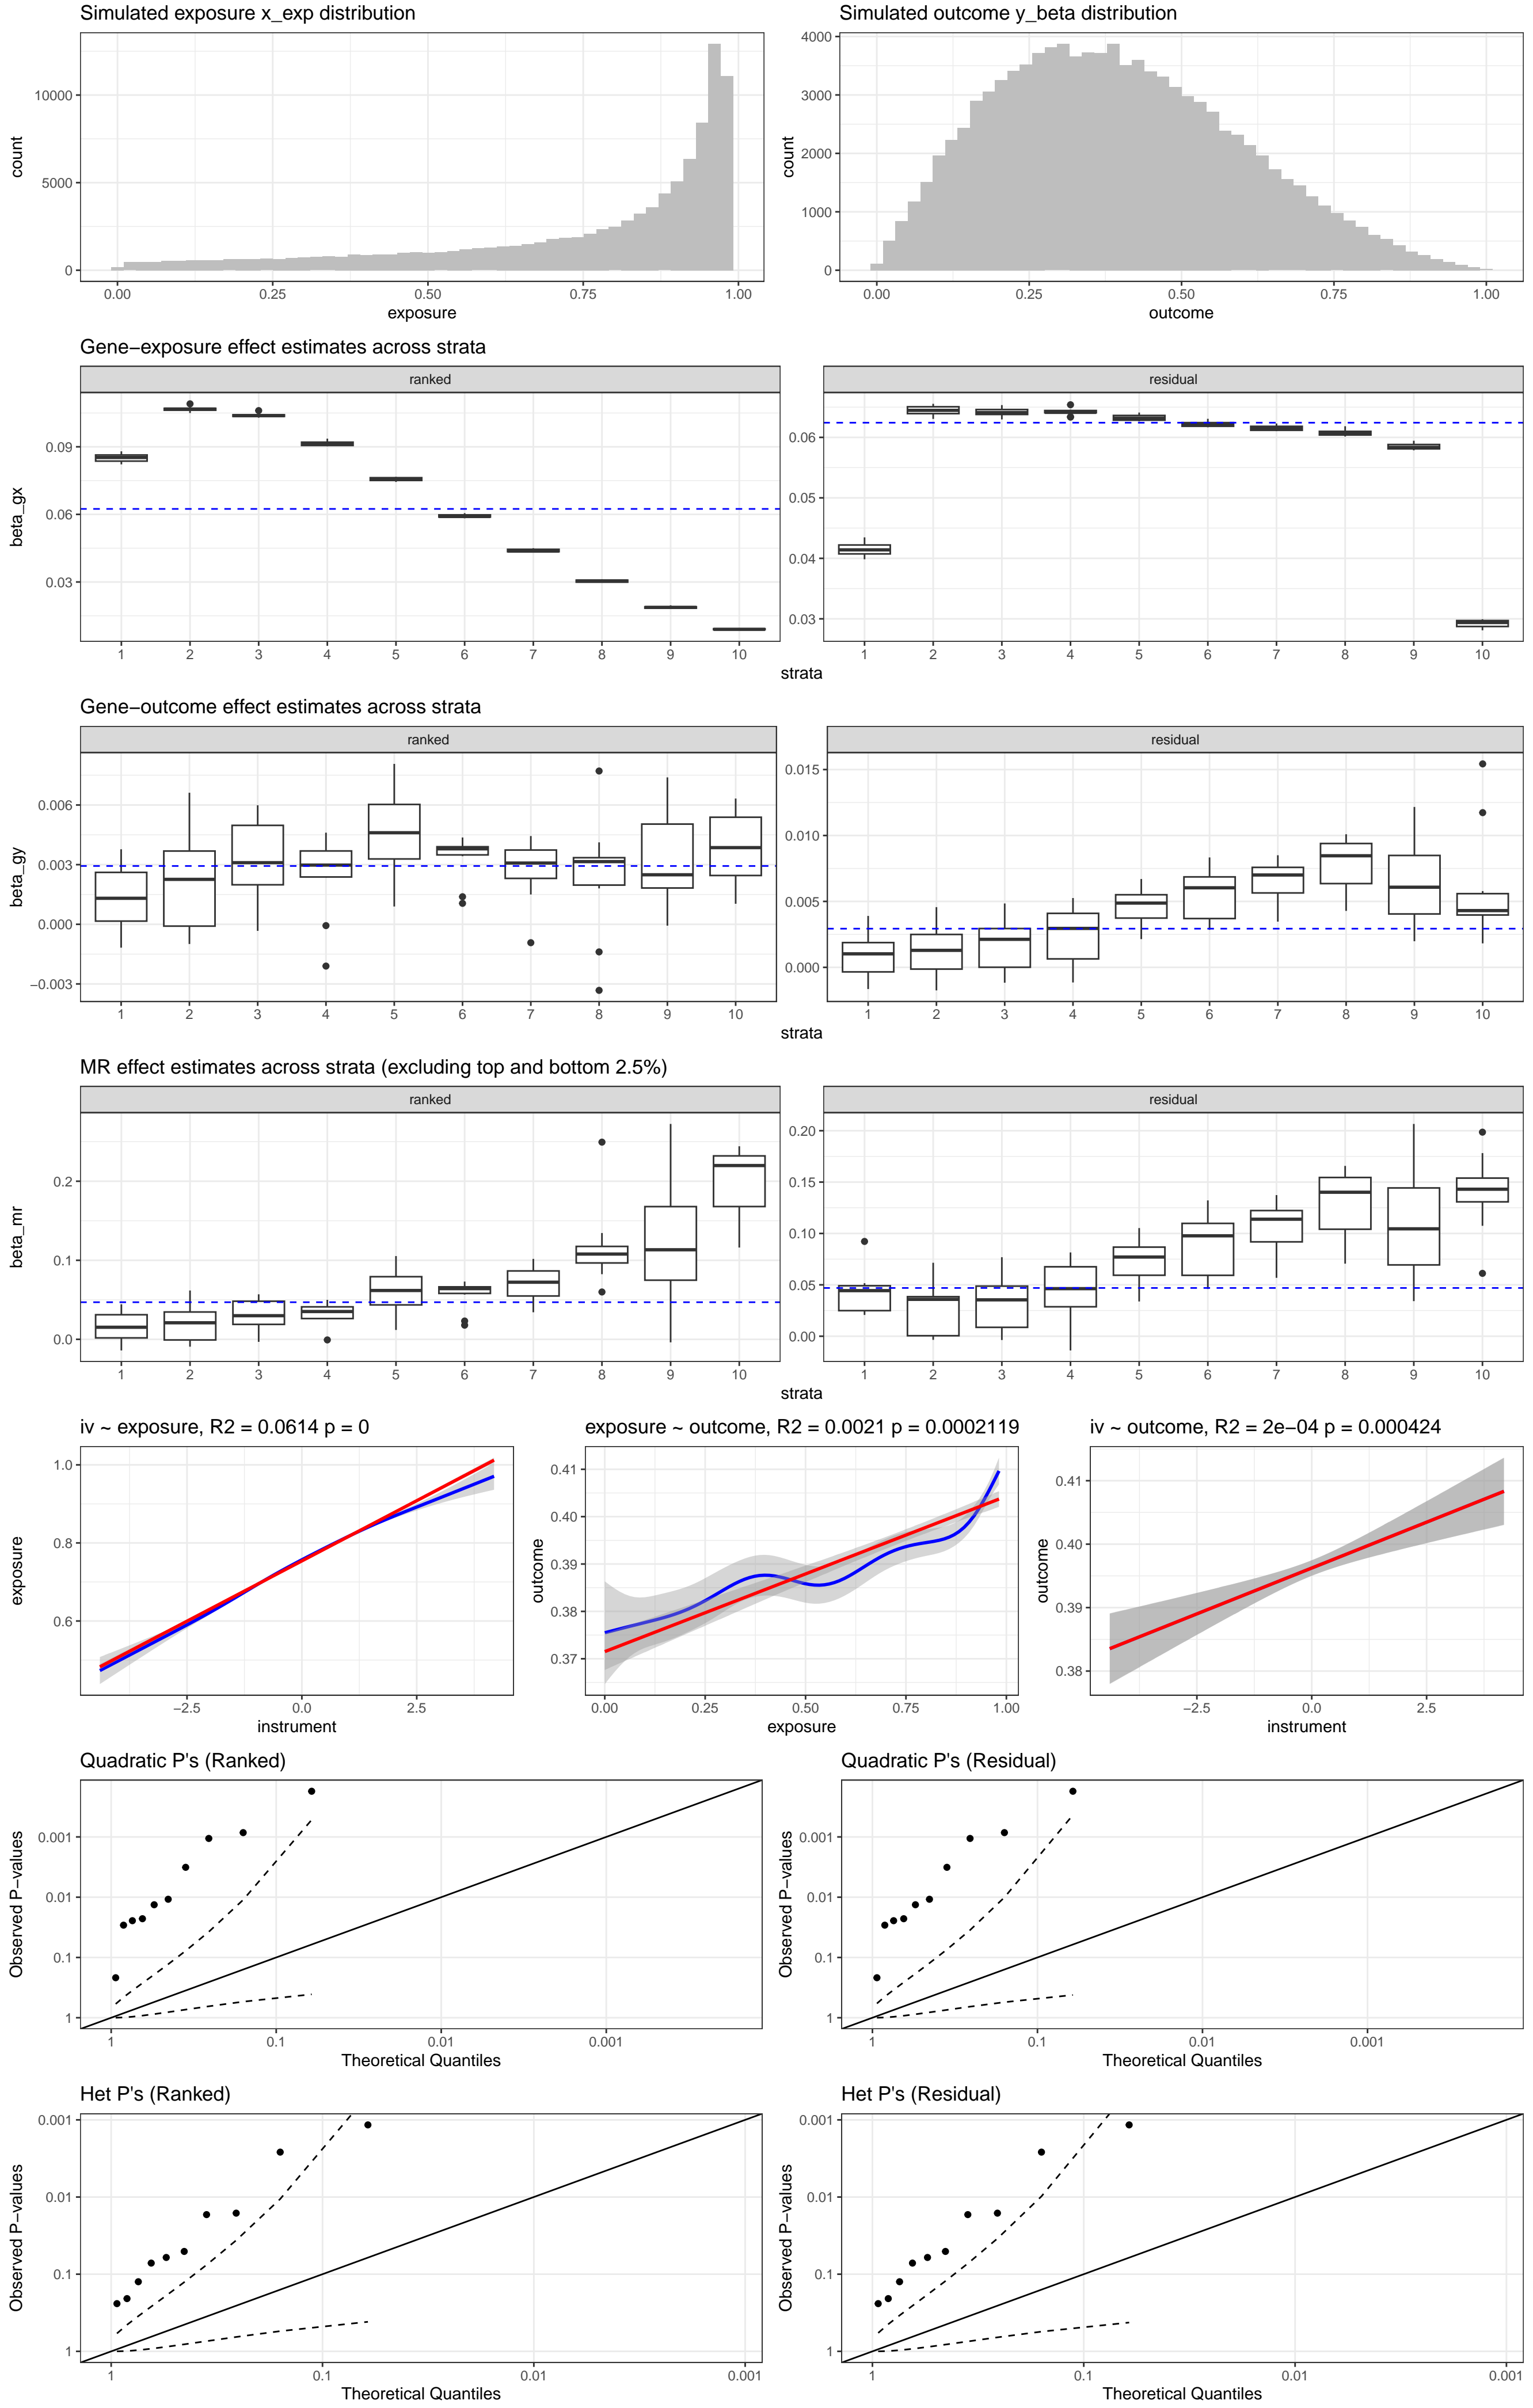 Simulated exposure x_exp distribution
count
10000
5000
0
0.00 0.25 0.50 0.75 1.00
exposure
Simulated outcome y_beta distribution
count
4000
3000
2000
1000
0
0.00 0.25 0.50 0.75 1.00
outcome
Gene−exposure effect estimates across strata
beta_gx
ranked
0.09
0.06
0.03
1 2 3 4 5 6 7 8 9 10
residual
0.06
0.05
0.04
0.03
1 2 3 4 5 6 7 8 9 10
strata
Gene−outcome effect estimates across strata
beta_gy
ranked
0.006
0.003
0.000
−0.003
1 2 3 4 5 6 7 8 9 10
residual
0.015
0.010
0.005
0.000
1 2 3 4 5 6 7 8 9 10
strata
MR effect estimates across strata (excluding top and bottom 2.5%)
beta_mr
ranked
0.2
0.1
0.0
1 2 3 4 5 6 7 8 9 10
residual
0.20
0.15
0.10
0.05
0.00
1 2 3 4 5 6 7 8 9 10
strata
iv ~ exposure, R2 = 0.0614 p = 0
exposure
1.0
0.8
0.6
−2.5 0.0 2.5
instrument
exposure ~ outcome, R2 = 0.0021 p = 0.0002119
outcome
0.41
0.40
0.39
0.38
0.37
0.00 0.25 0.50 0.75 1.00
exposure
iv ~ outcome, R2 = 2e−04 p = 0.000424
outcome
0.41
0.40
0.39
0.38
−2.5 0.0 2.5
instrument
Quadratic P's (Ranked)
Observed P−values
0.001
0.01
0.1
1
1 0.1 0.01 0.001
Theoretical Quantiles
Quadratic P's (Residual)
Observed P−values
0.001
0.01
0.1
1
1 0.1 0.01 0.001
Theoretical Quantiles
Het P's (Ranked)
Observed P−values
0.001
0.01
0.1
1
1 0.1 0.01 0.001
Theoretical Quantiles
Het P's (Residual)
Observed P−values
0.001
0.01
0.1
1
1 0.1 0.01 0.001
Theoretical Quantiles